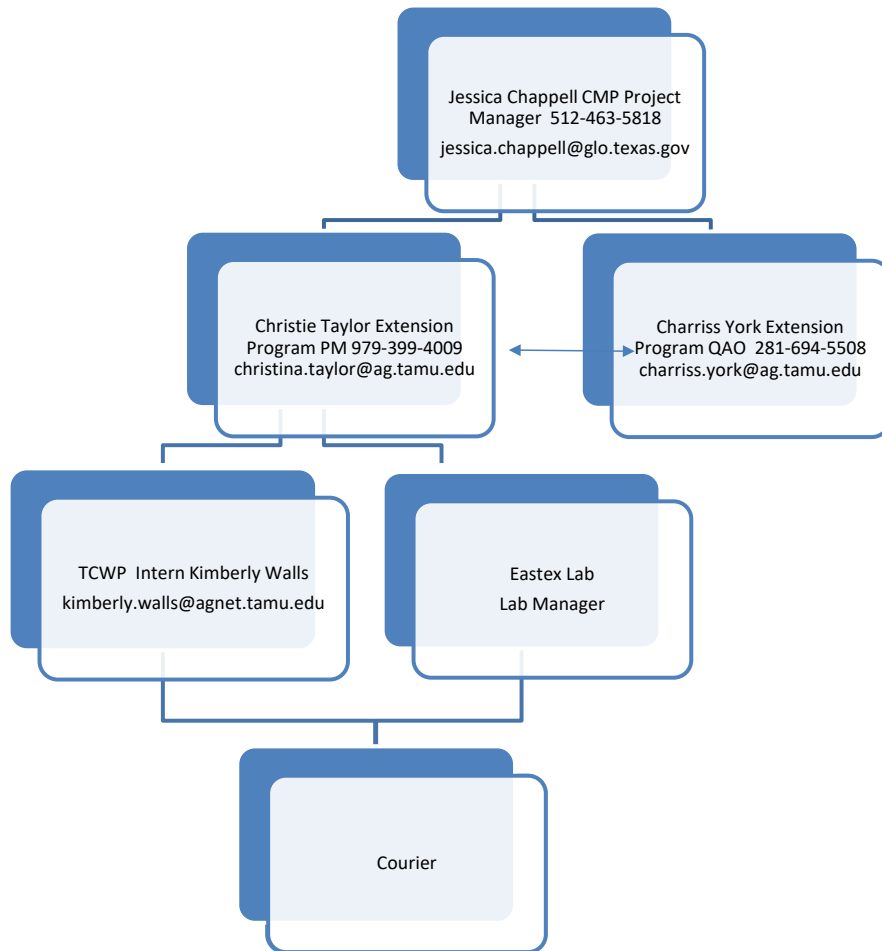 Jessica Chappell CMP Project
Manager 512-463-5818
jessica.chappell@glo.texas.gov
Christie Taylor Extension
Program PM 979-399-4009
christina.taylor@ag.tamu.edu
Charriss York Extension
Program QAO 281-694-5508
charriss.york@ag.tamu.edu
TCWP Intern Kimberly Walls
kimberly.walls@agnet.tamu.edu
Eastex Lab
Lab Manager
Courier